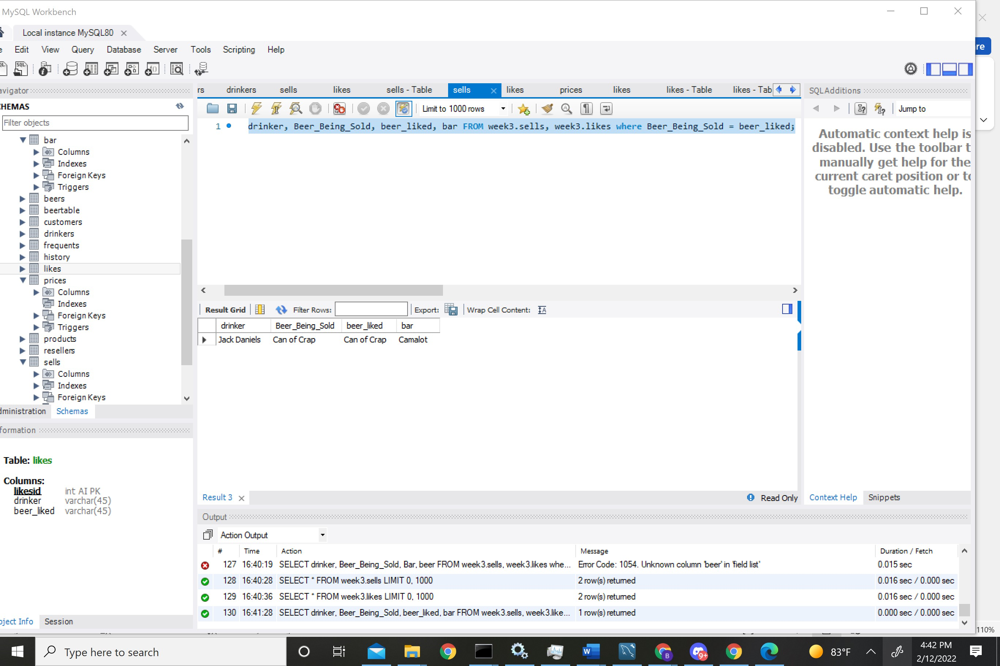 MySQL Workbench
Local instance MySQL80
Edit View Query Database Server Tools Scripting Help
re
avigator
SQLAdditions
rs drinkers sells likes sells - Table sells likes prices likes likes - Table likes - Tab
CHEMAS
Filter objects
Limit to 1000 rows
Jump to
1 drinker, Beer_Being_Sold, beer_liked, bar FROM week3.sells, week3.likes where Beer_Being_Sold = beer_liked;
Automatic context help is
disabled. Use the toolbar t
manually get help for the
current caret position or to
toggle automatic help.
bar
Columns
Indexes
Foreign Keys
Triggers
beers
beertable
customers
drinkers
frequents
history
likes
prices
Columns
Indexes
Foreign Keys
Triggers
products
resellers
sells
Columns
Indexes
Foreign Keys
dministration Schemas
Result Grid Filter Rows: Export: Wrap Cell Content:
drinker Beer_Being_Sold beer_liked bar
Jack Daniels Can of Crap Can of Crap Camalot
formation
Table: likes
Columns:
likesid int AI PK
drinker varchar(45)
beer_liked varchar(45)
bject Info Session
Result 3 Read Only
Context Help Snippets
Output
Action Output
# Time Action Message Duration / Fetch
127 16:40:19 SELECT drinker, Beer_Being_Sold, Bar, beer FROM week3.sells, week3.likes whe... Error Code: 1054. Unknown column 'beer' in 'field list' 0.015 sec
128 16:40:28 SELECT * FROM week3.sells LIMIT 0, 1000 2 row(s) returned 0.016 sec / 0.000 sec
129 16:40:36 SELECT * FROM week3.likes LIMIT 0, 1000 2 row(s) returned 0.016 sec / 0.000 sec
130 16:41:28 SELECT drinker, Beer_Being_Sold, beer_liked, bar FROM week3.sells, week3.like... 1 row(s) returned 0.000 sec / 0.000 sec
110%
Type here to search
W
B
9+
83°F
4:42 PM
2/12/2022